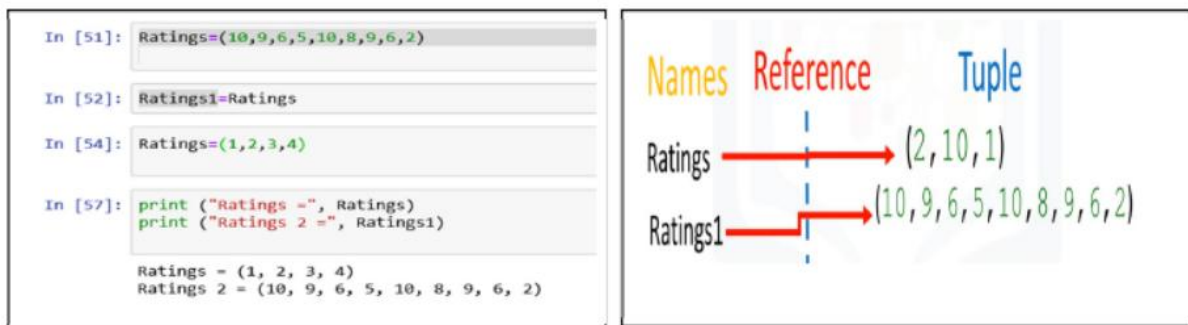 In [51]: Ratings=(10,9,6,5,10,8,9,6,2)
In [52]: Ratings1=Ratings
In [54]: Ratings=(1,2,3,4)
In [57]: print ("Ratings =", Ratings)
print ("Ratings 2 =", Ratings1)
Ratings = (1, 2, 3, 4)
Ratings 2 = (10, 9, 6, 5, 10, 8, 9, 6, 2)
Names Reference Tuple
Ratings (2,10,1)
Ratings1 (10,9,6,5,10,8,9,6,2)